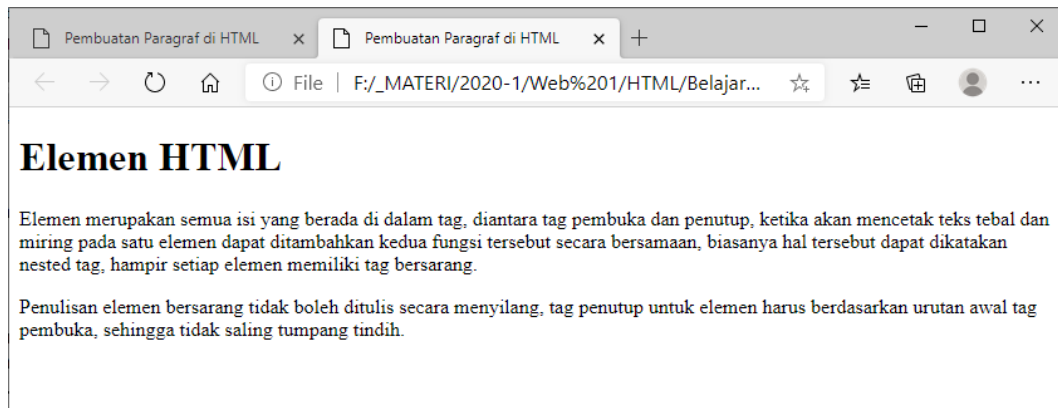 Pembuatan Paragraf di HTML
Pembuatan Paragraf di HTML
File | F:/_MATERI/2020-1/Web%201/HTML/Belajar...
Elemen HTML
Elemen merupakan semua isi yang berada di dalam tag, diantara tag pembuka dan penutup, ketika akan mencetak teks tebal dan
miring pada satu elemen dapat ditambahkan kedua fungsi tersebut secara bersamaan, biasanya hal tersebut dapat dikatakan
nested tag, hampir setiap elemen memiliki tag bersarang.
Penulisan elemen bersarang tidak boleh ditulis secara menyilang, tag penutup untuk elemen harus berdasarkan urutan awal tag
pembuka, sehingga tidak saling tumpang tindih.